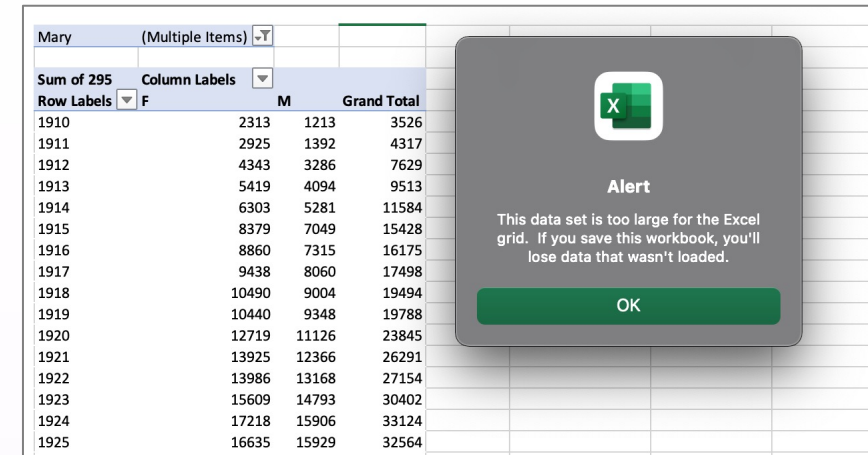 Mary (Multiple Items)
Sum of 295 Column Labels
Row Labels F M Grand Total
1910 2313 1213 3526
1911 2925 1392 4317
1912 4343 3286 7629
1913 5419 4094 9513
1914 6303 5281 11584
1915 8379 7049 15428
1916 8860 7315 16175
1917 9438 8060 17498
1918 10490 9004 19494
1919 10440 9348 19788
1920 12719 11126 23845
1921 13925 12366 26291
1922 13986 13168 27154
1923 15609 14793 30402
1924 17218 15906 33124
1925 16635 15929 32564
X
Alert
This data set is too large for the Excel
grid. If you save this workbook, you'll
lose data that wasn't loaded.
OK